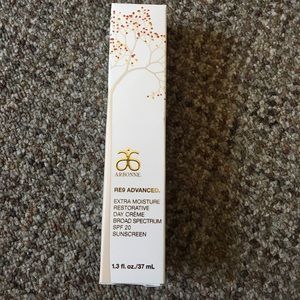 ARBONNE
RE9 ADVANCED®
EXTRA MOISTURE
RESTORATIVE
DAY CRÈME
BROAD SPECTRUM
SPF 20
SUNSCREEN
1.3 fl. oz./37 mL